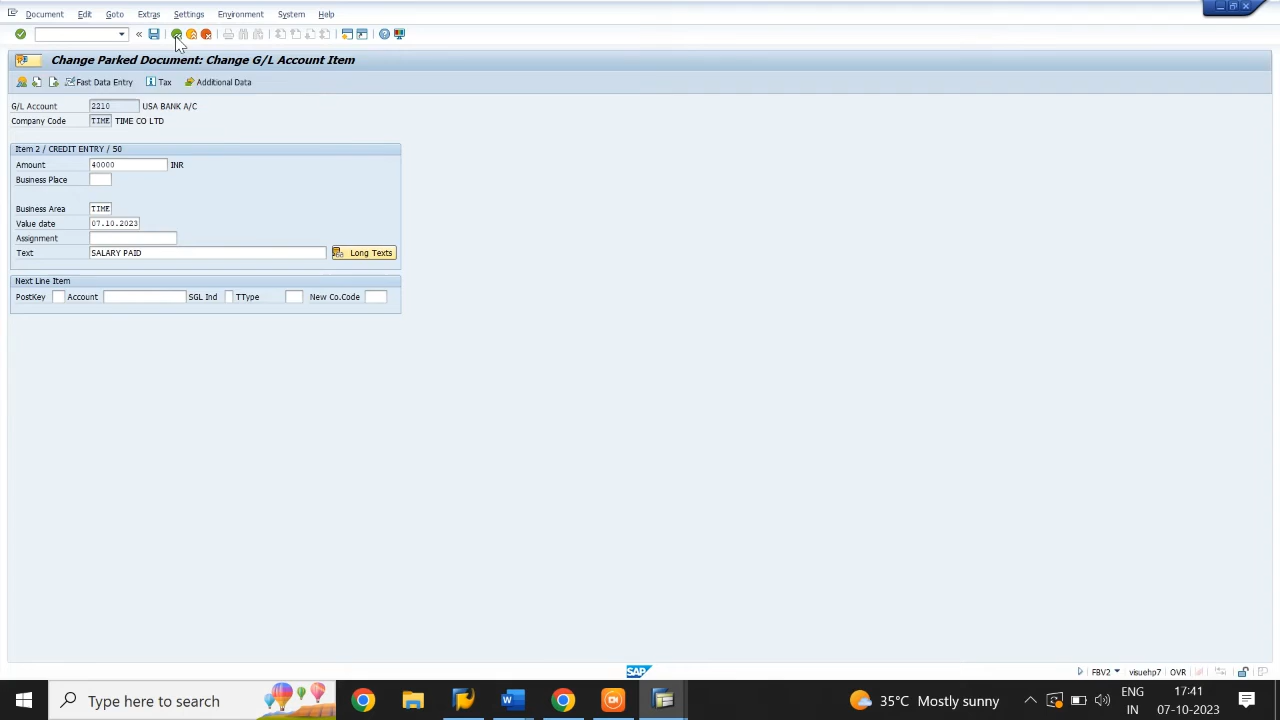 Document Edit Goto Extras Settings Environment System Help
Change Parked Document: Change G/L Account Item
Fast Data Entry Tax Additional Data
G/L Account 2210 USA BANK A/C
Company Code TIME TIME CO LTD
Item 2 / CREDIT ENTRY / 50
Amount 40000 INR
Business Place
Business Area TIME
Value date 07.10.2023
Assignment
Text SALARY PAID Long Texts
Next Line Item
PostKey Account SGL Ind TType New Co.Code
SAP FBV2 visuehp7 OVR
Type here to search 35°C Mostly sunny ENG IN 17:41 07-10-2023